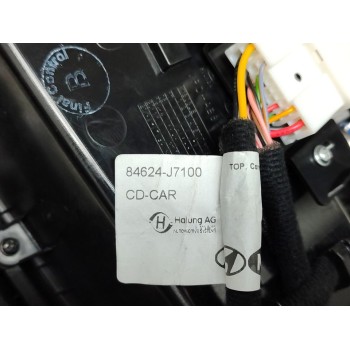 Final Control
B
84624-J7100
CD-CAR
Halung AG
TOP. C